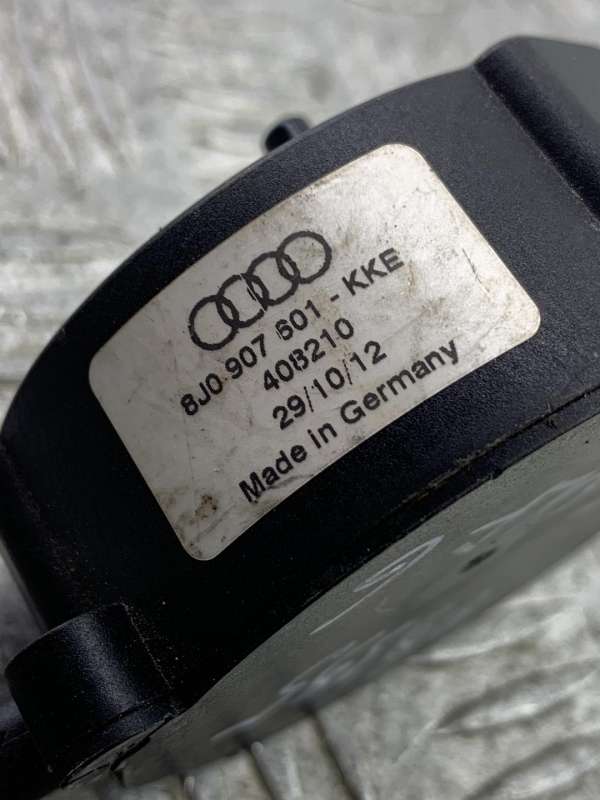 8J0 907 601 - KKE
408210
29/10/12
Made in Germany